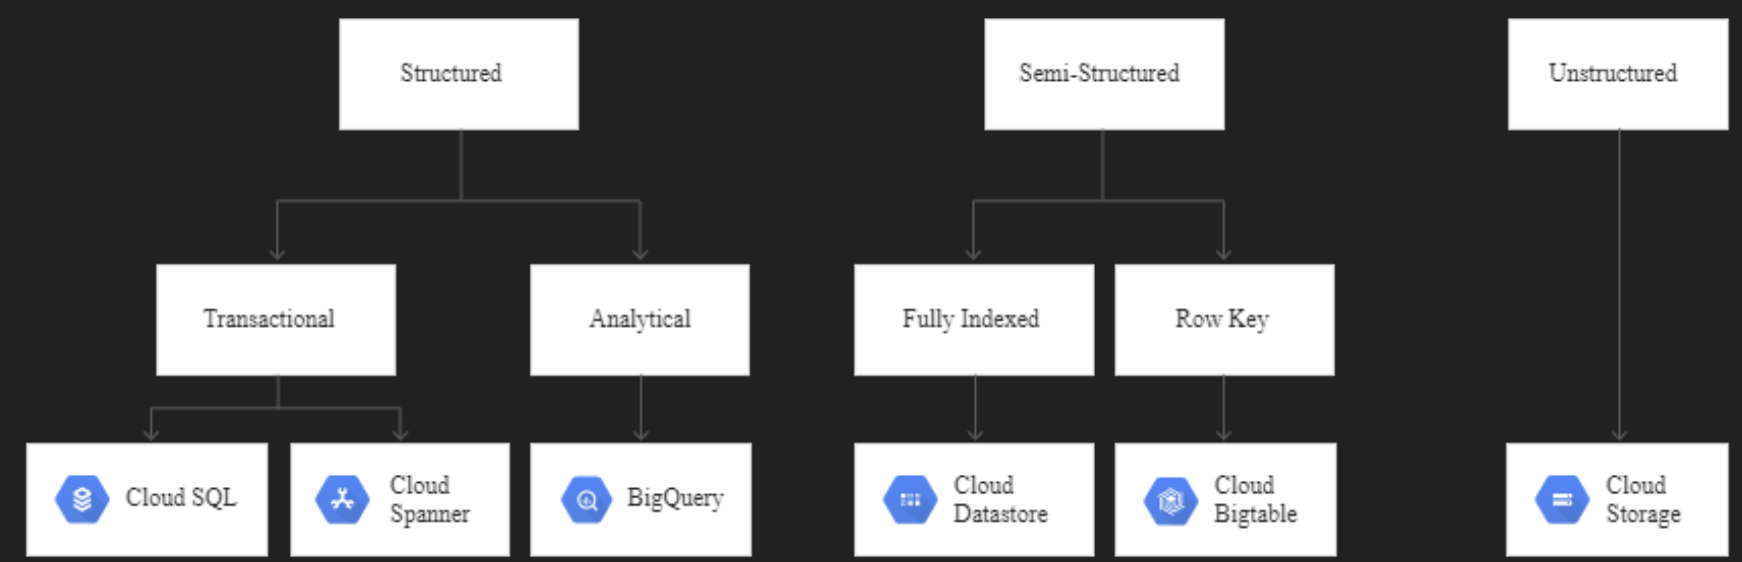 Structured
Semi-Structured
Unstructured
Transactional
Analytical
Fully Indexed
Row Key
Cloud SQL
Cloud
Spanner
BigQuery
Cloud
Datastore
Cloud
Bigtable
Cloud
Storage